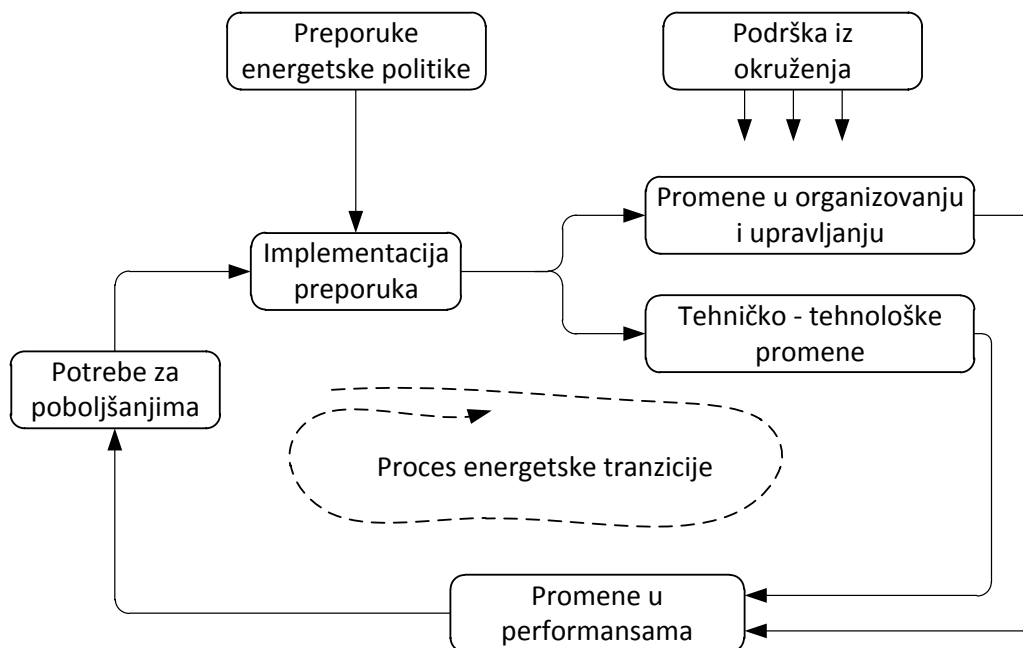 Preporuke
energetske politike
Podrška iz
okruženja
Promene u organizovanju
i upravljanju
Implementacija
preporuka
Tehničko - tehnološke
promene
Potrebe za
poboljšanjima
Proces energetske tranzicije
Promene u
performansama